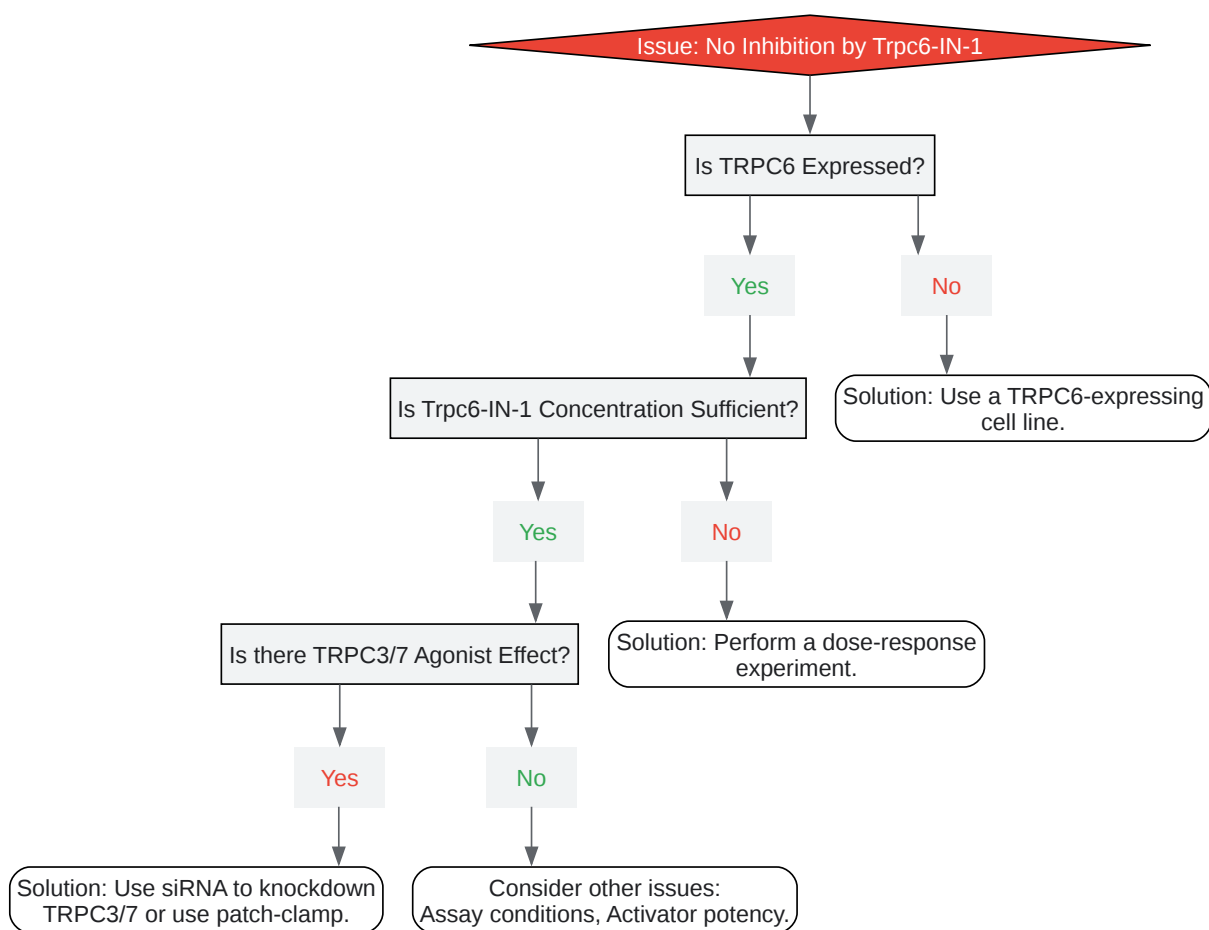 Issue: No Inhibition by Trpc6-IN-1
Is TRPC6 Expressed?
Yes
No
Is Trpc6-IN-1 Concentration Sufficient?
Solution: Use a TRPC6-expressing
cell line.
Yes
No
Is there TRPC3/7 Agonist Effect?
Solution: Perform a dose-response
experiment.
Yes
No
Solution: Use siRNA to knockdown
TRPC3/7 or use patch-clamp.
Consider other issues:
Assay conditions, Activator potency.